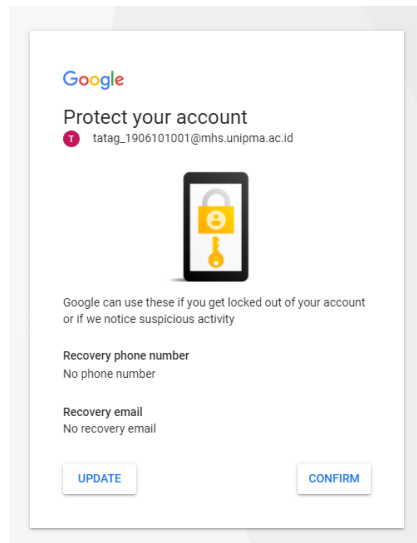 Google
Protect your account
T tatag_1906101001@mhs.unipma.ac.id
Google can use these if you get locked out of your account
or if we notice suspicious activity
Recovery phone number
No phone number
Recovery email
No recovery email
UPDATE CONFIRM